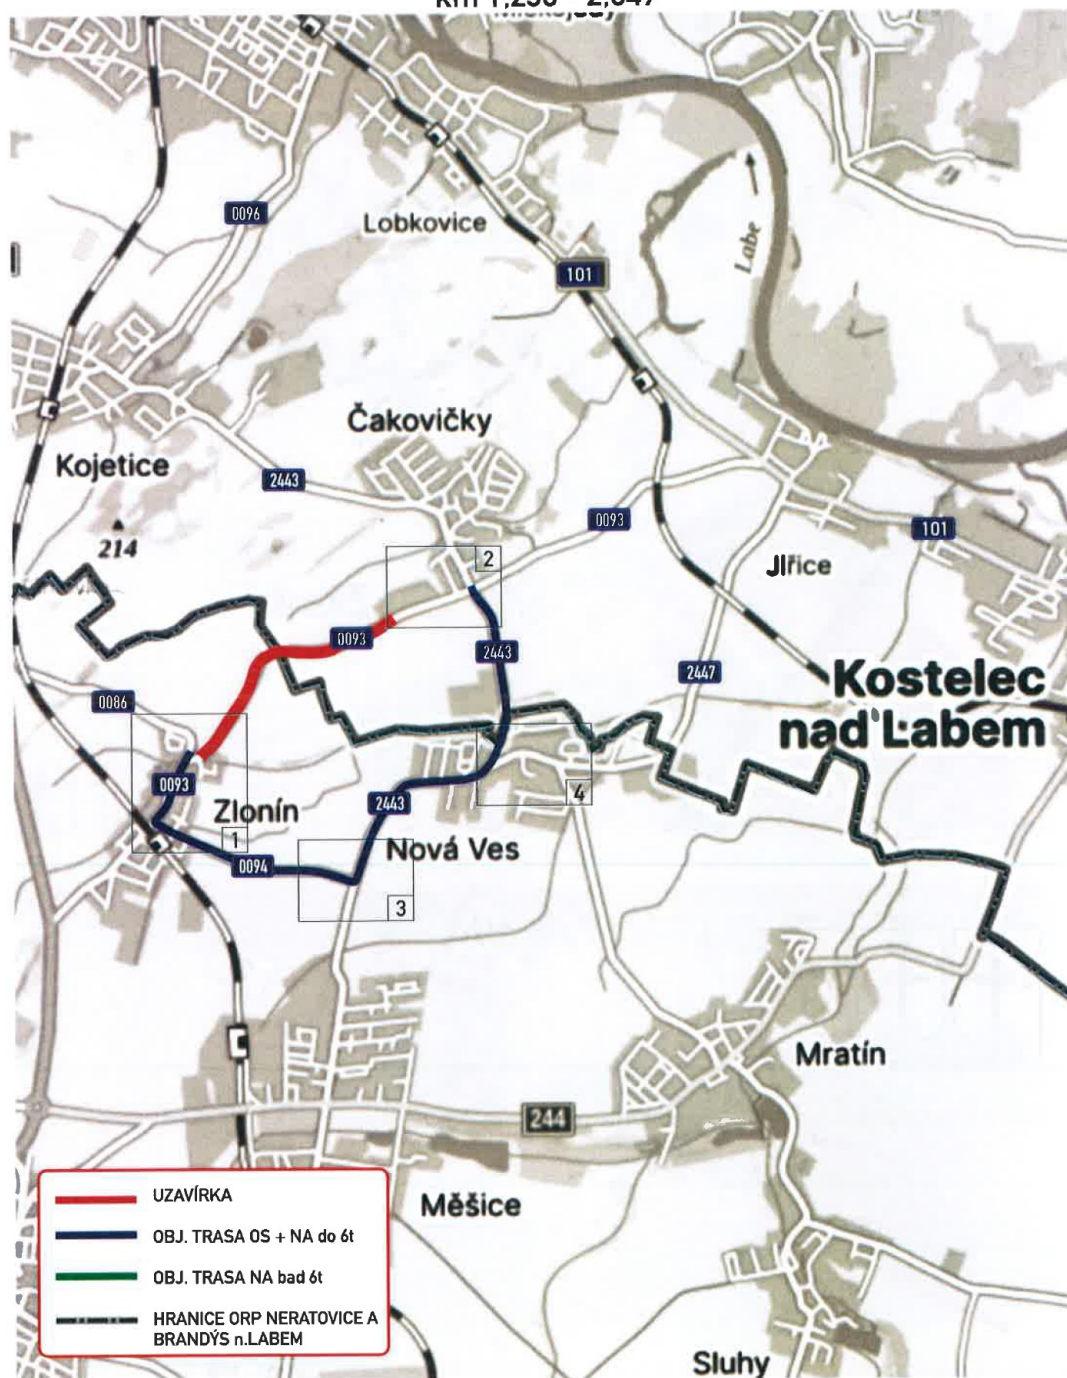 0096
Lobkovice
101
Labe
Čakovičky
Kojetice
2443
0093
101
214
2
JIřice
0093
2443
2447
0086
Kostelec
nad Labem
0093
Zlonín
1
2443
4
Nová Ves
0094
3
Mratín
244
Měšice
UZAVÍRKA
OBJ. TRASA OS + NA do 6t
OBJ. TRASA NA bad 6t
HRANICE ORP NERATOVICE A
BRANDÝS n.LABEM
Sluhy